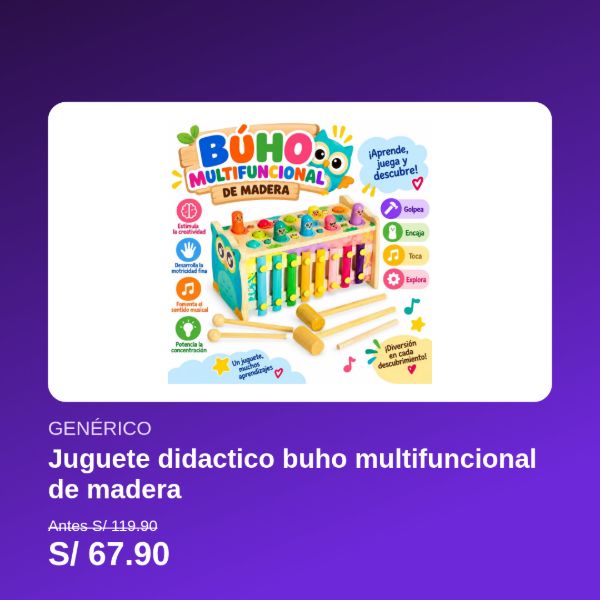 BÚHO
MULTIFUNCIONAL
DE MADERA
¡Aprende,
juega y
descubre!
Estimula
la creatividad
Desarrolla la
motricidad fina
Fomenta el
sentido musical
Potencia la
concentración
Golpea
Encaja
Toca
Explora
Un juguete,
muchos
aprendizajes
¡Diversión
en cada
descubrimiento!
GENÉRICO
Juguete didactico buho multifuncional
de madera
Antes S/ 119.90
S/ 67.90